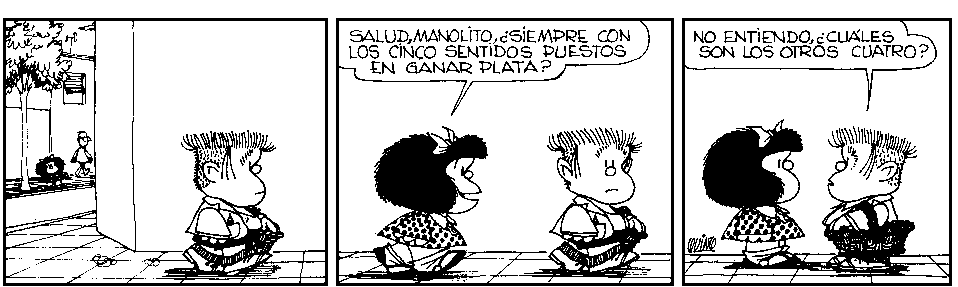 SALUD, MANOLITO, ¿SIEMPRE CON
LOS CINCO SENTIDOS PUESTOS
EN GANAR PLATA?
NO ENTIENDO, ¿CUÁLES
SON LOS OTROS CUATRO?
QUINO